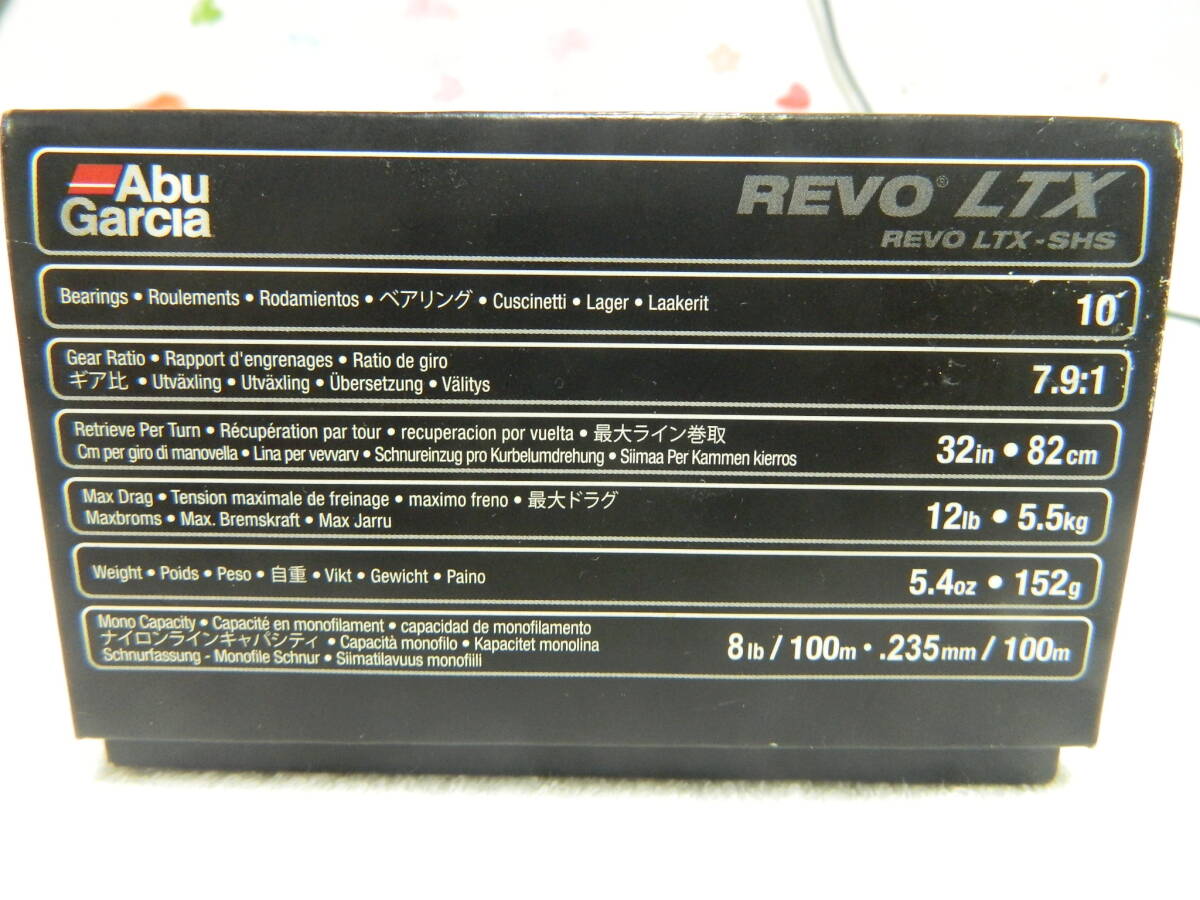 Abu
Garcia
REVO® LTX
REVO LTX-SHS
Bearings • Roulements • Rodamientos • ベアリング • Cuscinetti • Lager • Laakerit
10
Gear Ratio • Rapport d'engrenages • Ratio de giro
ギア比 • Utväxling • Utväxling • Übersetzung • Välitys
7.9:1
Retrieve Per Turn • Récupération par tour • recuperacion por vuelta • 最大ライン巻取
Cm per giro di manovella • Lina per vevvarv • Schnureinzug pro Kurbelumdrehung • Siimaa Per Kammen kierros
32in • 82cm
Max Drag • Tension maximale de freinage • maximo freno • 最大ドラグ
Maxbroms • Max. Bremskraft • Max Jarru
12lb • 5.5kg
Weight • Poids • Peso • 自重 • Vikt • Gewicht • Paino
5.4oz • 152g
Mono Capacity • Capacité en monofilament • capacidad de monofilamento
ナイロンラインキャパシティ • Capacità monofilo • Kapacitet monolina
Schnurfassung - Monofile Schnur • Siimatilavuus monofiili
8lb / 100m • .235mm / 100m